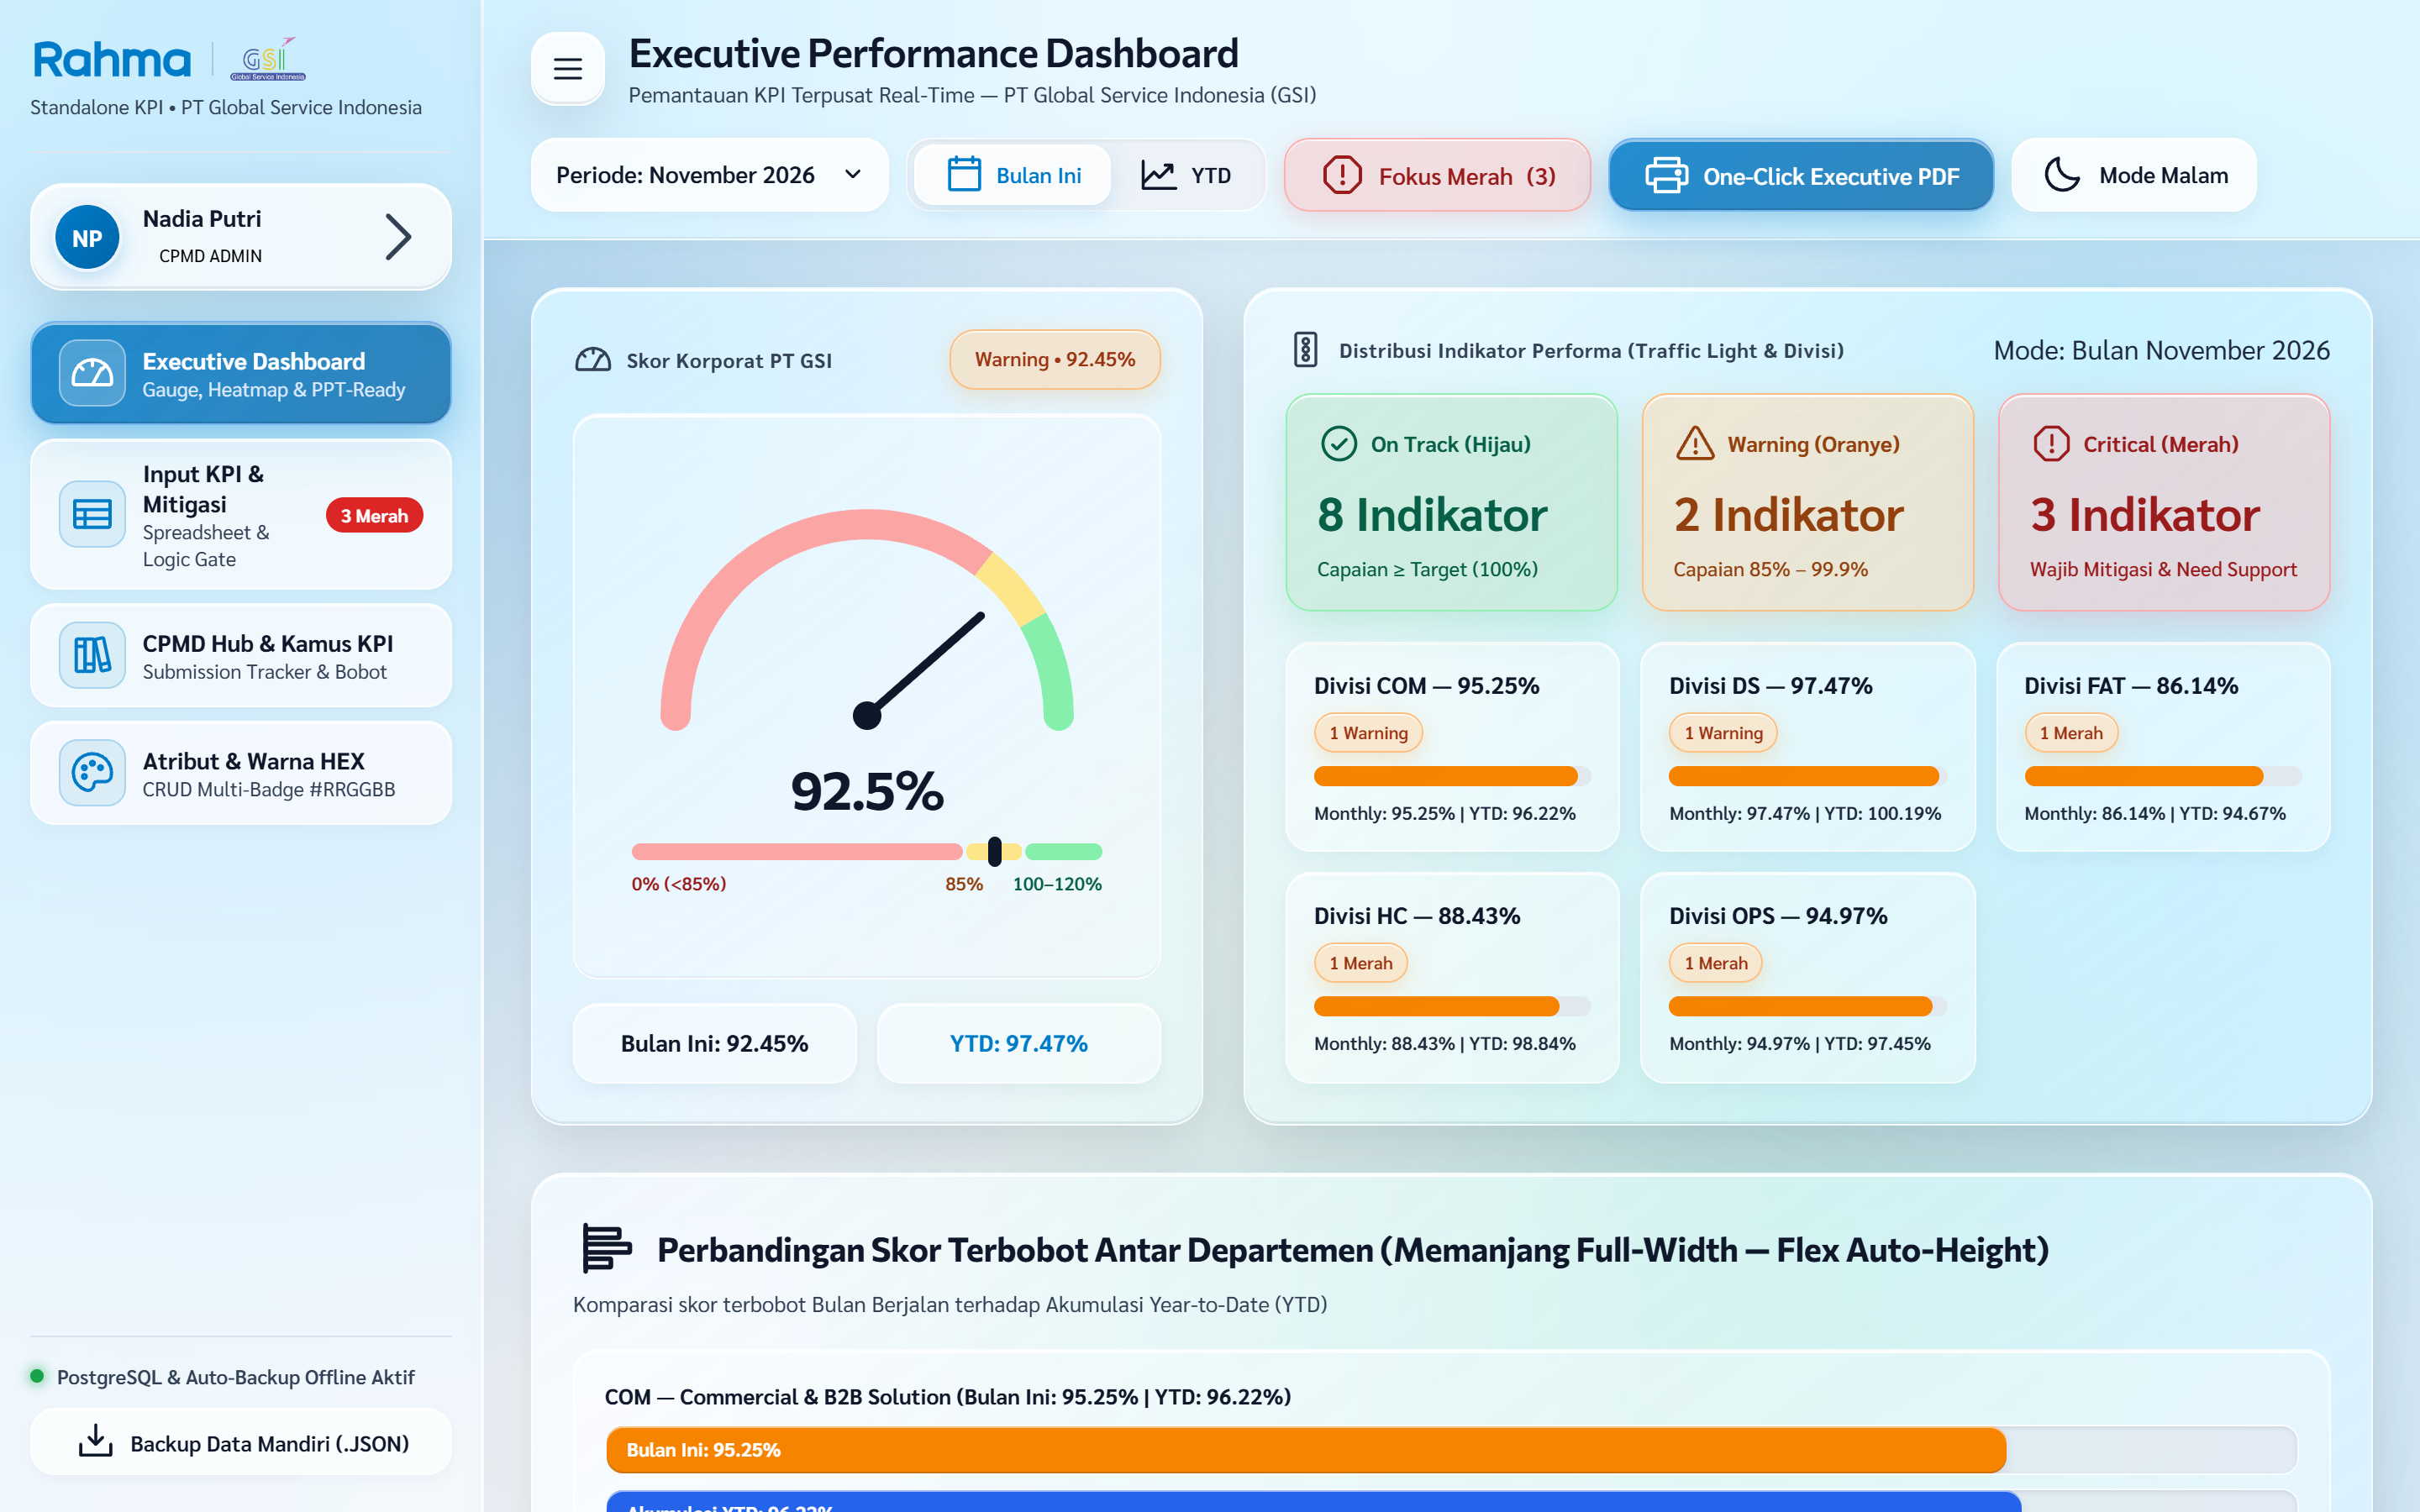 Rahma
GSI
Global Service Indonesia
Standalone KPI • PT Global Service Indonesia
NP
Nadia Putri
CPMD ADMIN
Executive Dashboard
Gauge, Heatmap & PPT-Ready
Input KPI &
Mitigasi
Spreadsheet &
Logic Gate
3 Merah
CPMD Hub & Kamus KPI
Submission Tracker & Bobot
Atribut & Warna HEX
CRUD Multi-Badge #RRGGBB
PostgreSQL & Auto-Backup Offline Aktif
Backup Data Mandiri (.JSON)
Executive Performance Dashboard
Pemantauan KPI Terpusat Real-Time — PT Global Service Indonesia (GSI)
Periode: November 2026
Bulan Ini
YTD
Fokus Merah (3)
One-Click Executive PDF
Mode Malam
Skor Korporat PT GSI
Warning • 92.45%
92.5%
0% (<85%)
85%
100–120%
Bulan Ini: 92.45%
YTD: 97.47%
Distribusi Indikator Performa (Traffic Light & Divisi)
Mode: Bulan November 2026
On Track (Hijau)
8 Indikator
Capaian ≥ Target (100%)
Warning (Oranye)
2 Indikator
Capaian 85% – 99.9%
Critical (Merah)
3 Indikator
Wajib Mitigasi & Need Support
Divisi COM — 95.25%
1 Warning
Monthly: 95.25% | YTD: 96.22%
Divisi DS — 97.47%
1 Warning
Monthly: 97.47% | YTD: 100.19%
Divisi FAT — 86.14%
1 Merah
Monthly: 86.14% | YTD: 94.67%
Divisi HC — 88.43%
1 Merah
Monthly: 88.43% | YTD: 98.84%
Divisi OPS — 94.97%
1 Merah
Monthly: 94.97% | YTD: 97.45%
Perbandingan Skor Terbobot Antar Departemen (Memanjang Full-Width — Flex Auto-Height)
Komparasi skor terbobot Bulan Berjalan terhadap Akumulasi Year-to-Date (YTD)
COM — Commercial & B2B Solution (Bulan Ini: 95.25% | YTD: 96.22%)
Bulan Ini: 95.25%
Akumulasi YTD: 96.22%